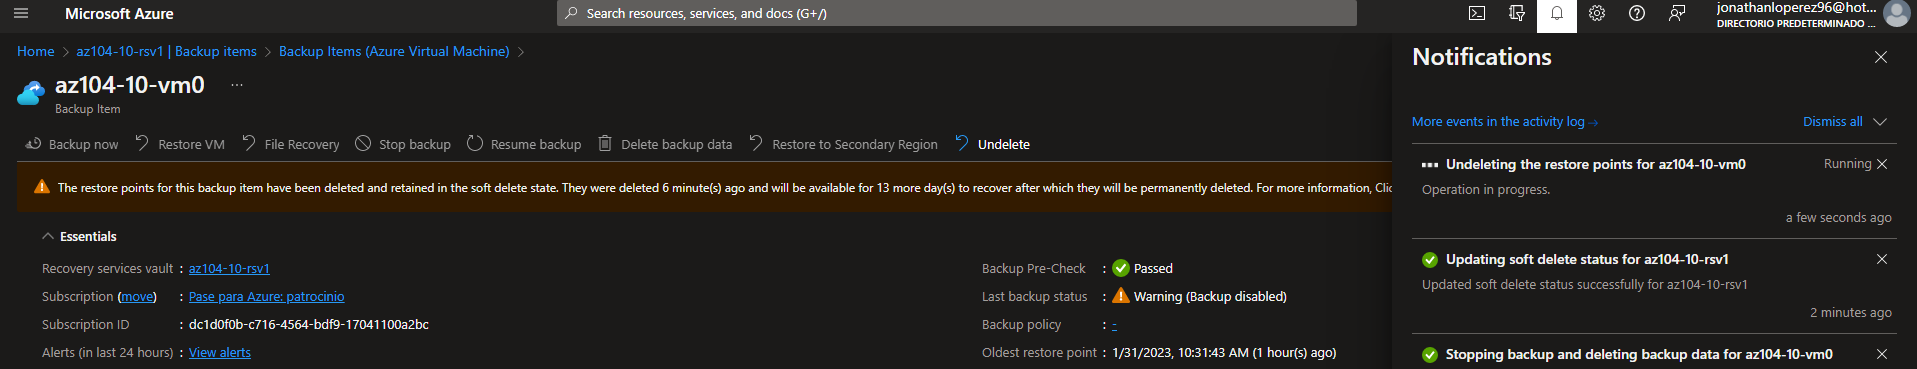 Microsoft Azure
Search resources, services, and docs (G+/)
jonathanloperez96@hot...
DIRECTORIO PREDETERMINADO ...
Home > az104-10-rsv1 | Backup items > Backup Items (Azure Virtual Machine) >
az104-10-vm0 ...
Backup Item
Backup now Restore VM File Recovery Stop backup Resume backup Delete backup data Restore to Secondary Region Undelete
The restore points for this backup item have been deleted and retained in the soft delete state. They were deleted 6 minute(s) ago and will be available for 13 more day(s) to recover after which they will be permanently deleted. For more information, Clic
Essentials
Recovery services vault : az104-10-rsv1
Subscription (move) : Pase para Azure: patrocinio
Subscription ID : dc1d0f0b-c716-4564-bdf9-17041100a2bc
Alerts (in last 24 hours) : View alerts
Backup Pre-Check : Passed
Last backup status : Warning (Backup disabled)
Backup policy : -
Oldest restore point : 1/31/2023, 10:31:43 AM (1 hour(s) ago)
Notifications
More events in the activity log → Dismiss all
Undeleting the restore points for az104-10-vm0 Running
Operation in progress.
a few seconds ago
Updating soft delete status for az104-10-rsv1
Updated soft delete status successfully for az104-10-rsv1
2 minutes ago
Stopping backup and deleting backup data for az104-10-vm0